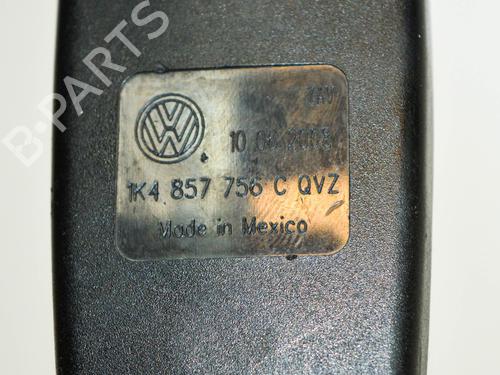 B-PARTS
1K4 857 756 C QVZ
Made in Mexico